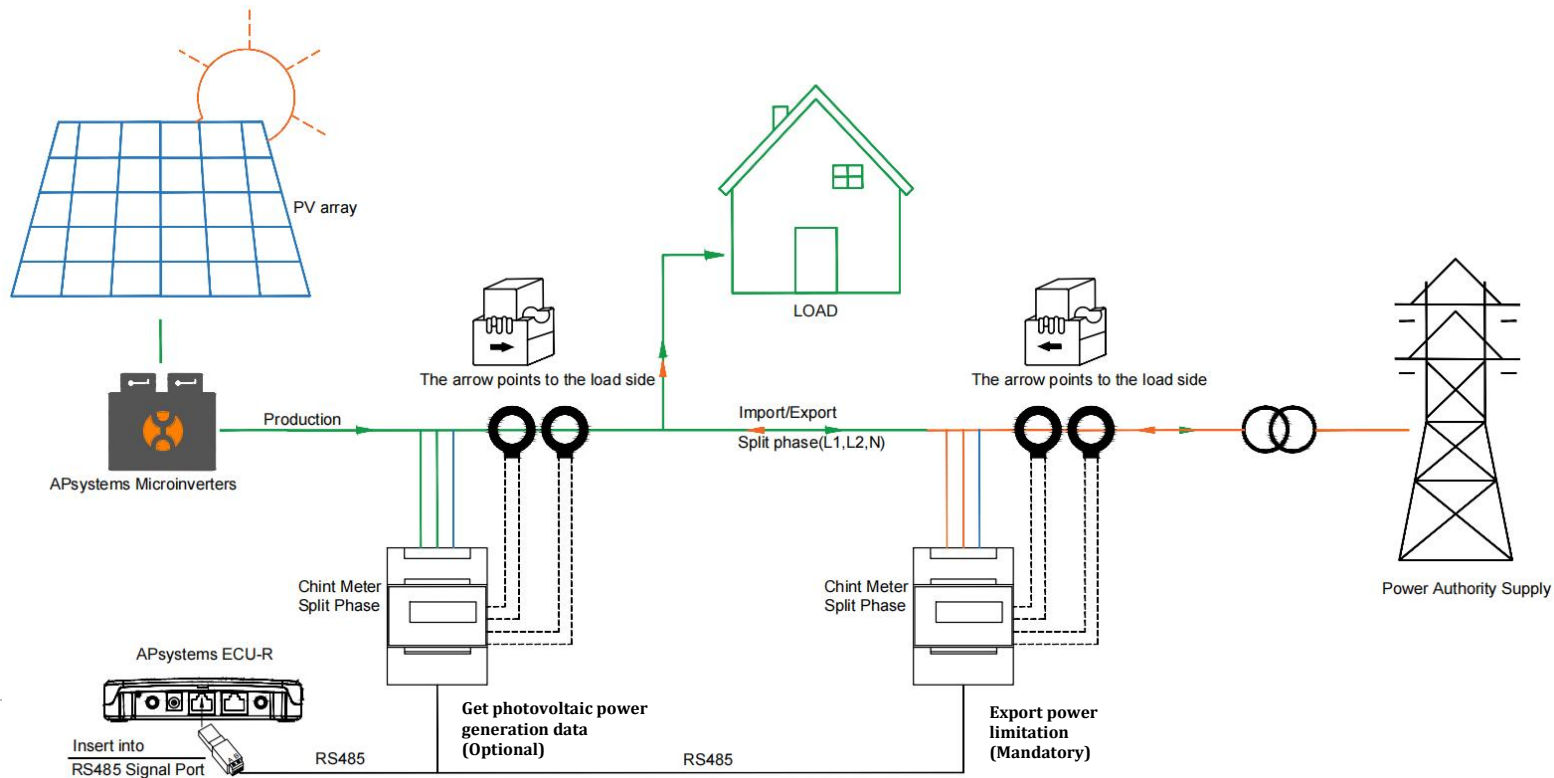 PV array
LOAD
The arrow points to the load side
The arrow points to the load side
Production
Import/Export
Split phase(L1,L2,N)
APsystems Microinverters
Chint Meter
Split Phase
Chint Meter
Split Phase
Power Authority Supply
APsystems ECU-R
Get photovoltaic power
generation data
(Optional)
Export power
limitation
(Mandatory)
Insert into
RS485 Signal Port
RS485
RS485